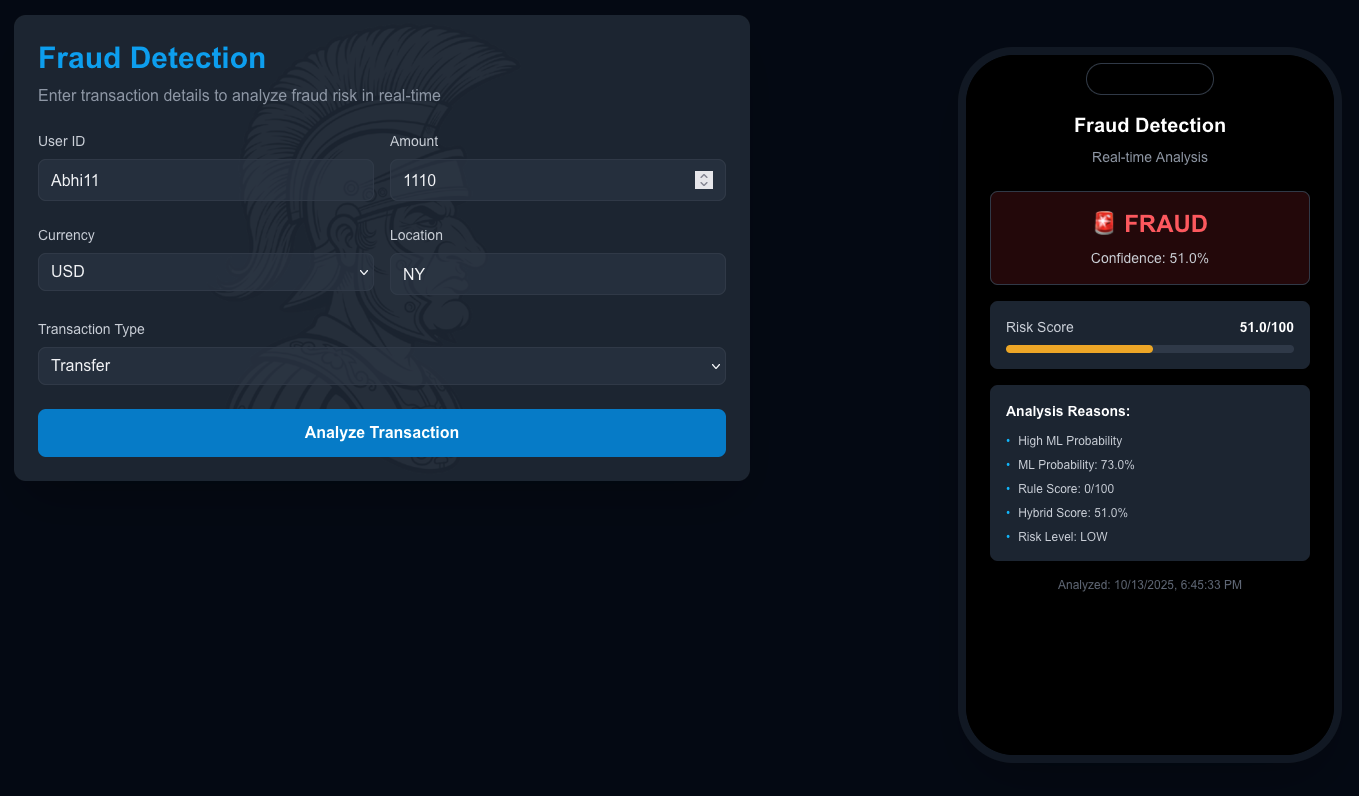 Fraud Detection
Enter transaction details to analyze fraud risk in real-time
User ID
Amount
Abhi11
1110
Currency
Location
USD
NY
Transaction Type
Transfer
Analyze Transaction
Fraud Detection
Real-time Analysis
🚨 FRAUD
Confidence: 51.0%
Risk Score 51.0/100
Analysis Reasons:
• High ML Probability
• ML Probability: 73.0%
• Rule Score: 0/100
• Hybrid Score: 51.0%
• Risk Level: LOW
Analyzed: 10/13/2025, 6:45:33 PM